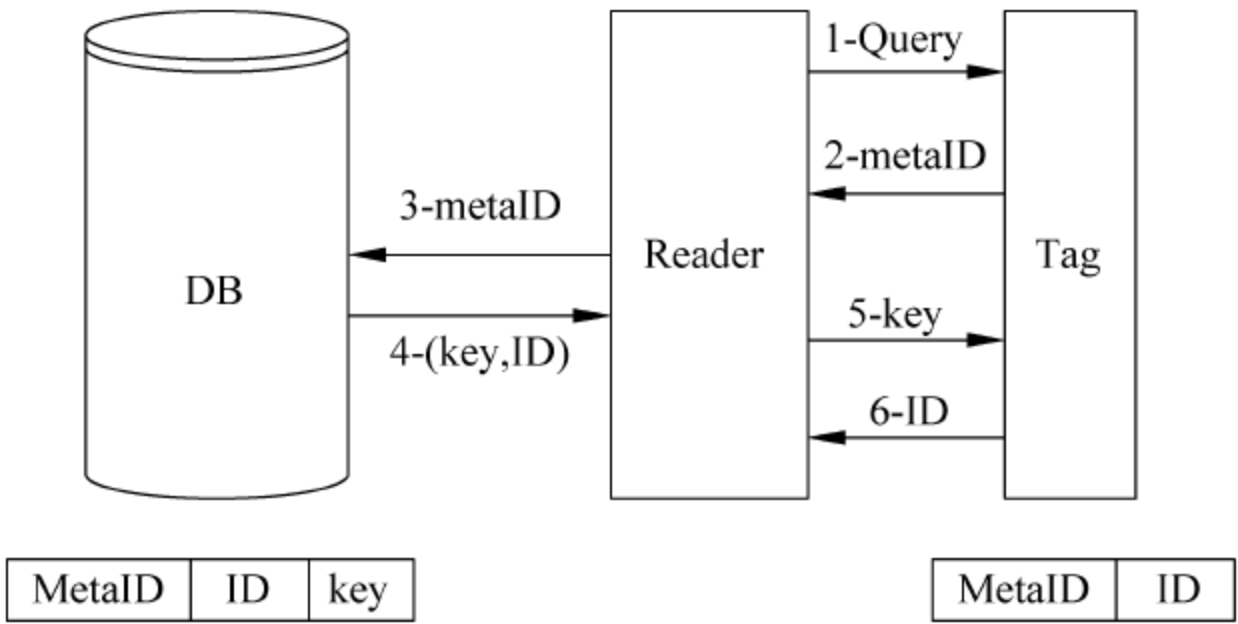 1-Query
2-metaID
3-metaID
Reader
Tag
DB
5-key
4-(key,ID)
6-ID
MetaID ID key
MetaID ID